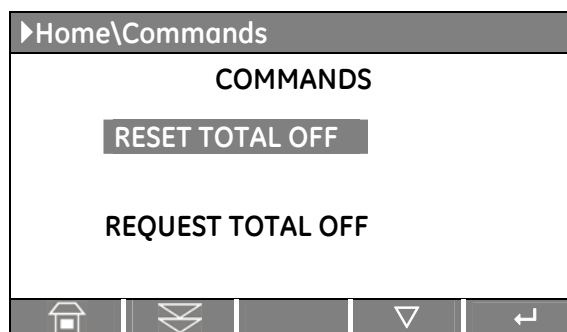 Home\Commands
COMMANDS
RESET TOTAL OFF
REQUEST TOTAL OFF